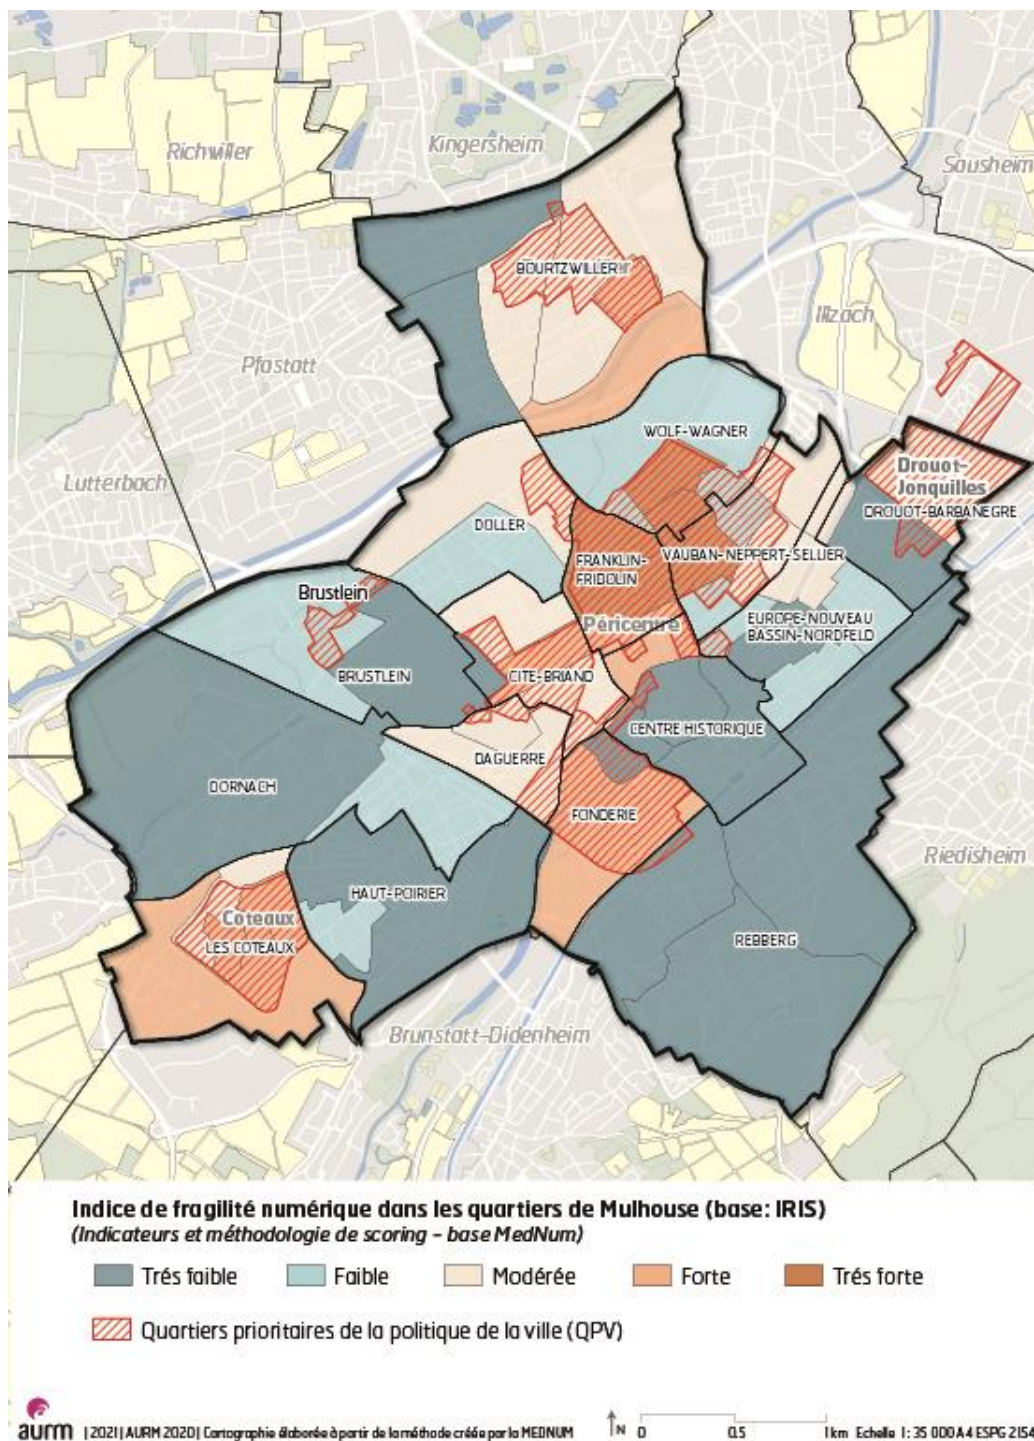 Kingersheim
Richwiller
Sausheim
BOURTZWILLER
Illzach
Pfastatt
WOLF-WAGNER
Drouot-
Jonquilles
Lutterbach
DROUOT-BARBANEGRE
DOLLER
FRANKLIN-
FRIDOLIN
VAUBAN-NEPPERT-SELLIER
Brustlein
Péricentre
EUROPE-NOUVEAU
BASSIN-NORDFELD
BRUSTLEIN
CITE-BRIAND
CENTRE HISTORIQUE
DAGUERRE
DORNACH
FONDERIE
Riedisheim
HAUT-POIRIER
Coteaux
LES COTEAUX
REBBERG
Brunstatt-Didenheim
Indice de fragilité numérique dans les quartiers de Mulhouse (base: IRIS)
(Indicateurs et méthodologie de scoring – base MedNum)
Trés faible Faible Modérée Forte Trés forte
Quartiers prioritaires de la politique de la ville (QPV)
aurm | 2021 | AURM 2020 | Cartographie élaborée à partir de la méthode créée par la MEDNUM N 0 0.5 1 km Echelle 1: 35 000 A4 ESPG 2154